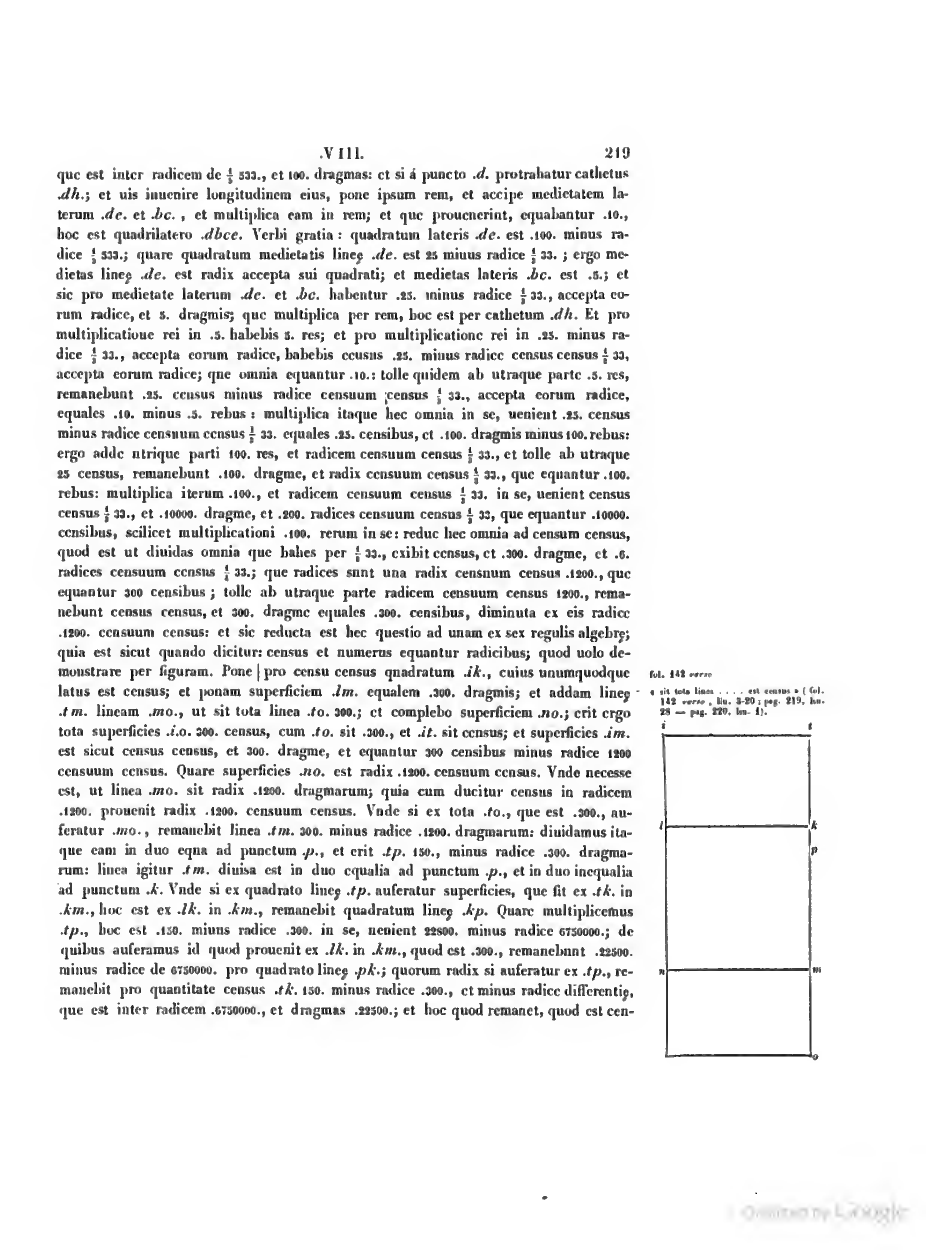 .VIII. 219
que est inter radicem de 1/3 533., et 100. dragmas: et si á puncto .d. protrahatur cathetus
.dh.; et uis inuenire longitudinem eius, pone ipsum rem, et accipe medietatem la-
terum .de. et .bc. , et multiplica eam in rem; et que prouenerint, equabantur .10.,
hoc est quadrilatero .dbce. Verbi gratia : quadratum lateris .de. est .100. minus ra-
dice 1/3 533.; quare quadratum medietatis lineę .de. est 25 minus radice 1/3 33. ; ergo me-
dietas lineę .de. est radix accepta sui quadrati; et medietas lateris .bc. est .5.; et
sic pro medietate laterum .de. et .bc. habentur .25. minus radice 1/3 33., accepta eo-
rum radice, et 5. dragmis; que multiplica per rem, hoc est per cathetum .dh. Et pro
multiplicatione rei in .5. habebis 5. res; et pro multiplicatione rei in .25. minus ra-
dice 1/3 33., accepta eorum radice, habebis census .25. minus radice census census 1/3 33,
accepta eorum radice; que omnia equantur .10.: tolle quidem ab utraque parte .5. res,
remanebunt .25. census minus radice censuum census 1/3 33., accepta eorum radice,
equales .10. minus .5. rebus : multiplica itaque hec omnia in se, uenient .25. census
minus radice censuum census 1/3 33. equales .25. censibus, et .100. dragmis minus 100. rebus:
ergo adde utrique parti 100. res, et radicem censuum census 1/3 33., et tolle ab utraque
25 census, remanebunt .100. dragme, et radix censuum census 1/3 33., que equantur .100.
rebus: multiplica iterum .100., et radicem censuum census 1/3 33. in se, uenient census
census 1/3 33., et .10000. dragme, et .200. radices censuum census 1/3 33, que equantur .10000.
censibus, scilicet multiplicationi .100. rerum in se: reduc hec omnia ad censum census,
quod est ut diuidas omnia que habes per 1/3 33., exibit census, et .300. dragme, et .6.
radices censuum census 1/3 33.; que radices sunt una radix censuum census .1200., que
equantur 300 censibus ; tolle ab utraque parte radicem censuum census 1200., rema-
nebunt census census, et 300. dragme equales .300. censibus, diminuta ex eis radice
.1200. censuum census: et sic reducta est hec questio ad unam ex sex regulis algebrę;
quia est sicut quando dicitur: census et numerus equantur radicibus; quod uolo de-
monstrare per figuram. Pone | pro censu census quadratum .ik., cuius unumquodque
latus est census; et ponam superficiem .lm. equalem .300. dragmis; et addam lineę
.tm. lineam .mo., ut sit tota linea .to. 300.; et complebo superficiem .no.; erit ergo
tota superficies .i.o. 300. census, cum .to. sit .300., et .it. sit census; et superficies .im.
est sicut census census, et 300. dragme, et equantur 300 censibus minus radice 1200
censuum census. Quare superficies .no. est radix .1200. censuum census. Vnde necesse
est, ut linea .mo. sit radix .1200. dragmarum; quia cum ducitur census in radicem
.1200. prouenit radix .1200. censuum census. Vnde si ex tota .to., que est .300., au-
feratur .mo. , remanebit linea .tm. 300. minus radice .1200. dragmarum: diuidamus ita-
que eam in duo equa ad punctum .p., et erit .tp. 150., minus radice .300. dragma-
rum: linea igitur .tm. diuisa est in duo equalia ad punctum .p., et in duo inequalia
ad punctum .k. Vnde si ex quadrato lineę .tp. auferatur superficies, que fit ex .tk. in
.km., hoc est ex .lk. in .km., remanebit quadratum lineę .kp. Quare multiplicemus
.tp., hoc est .150. minus radice .300. in se, uenient 22800. minus radice 6750000.; de
quibus auferamus id quod prouenit ex .lk. in .km., quod est .300., remanebunt .22500.
minus radice de 6750000. pro quadrato lineę .pk.; quorum radix si auferatur ex .tp., re-
manebit pro quantitate census .tk. 150. minus radice .300., et minus radice differentię,
que est inter radicem .6750000., et dragmas .22500.; et hoc quod remanet, quod est cen-
fol. 142 verso
« sit tota linea . . . . est census » ( fol.
142 verso , lin. 3-20 ; pag. 219, lin.
28 — pag. 220, lin. 1).
i t
l k
p
n m
o
Digitized by Google